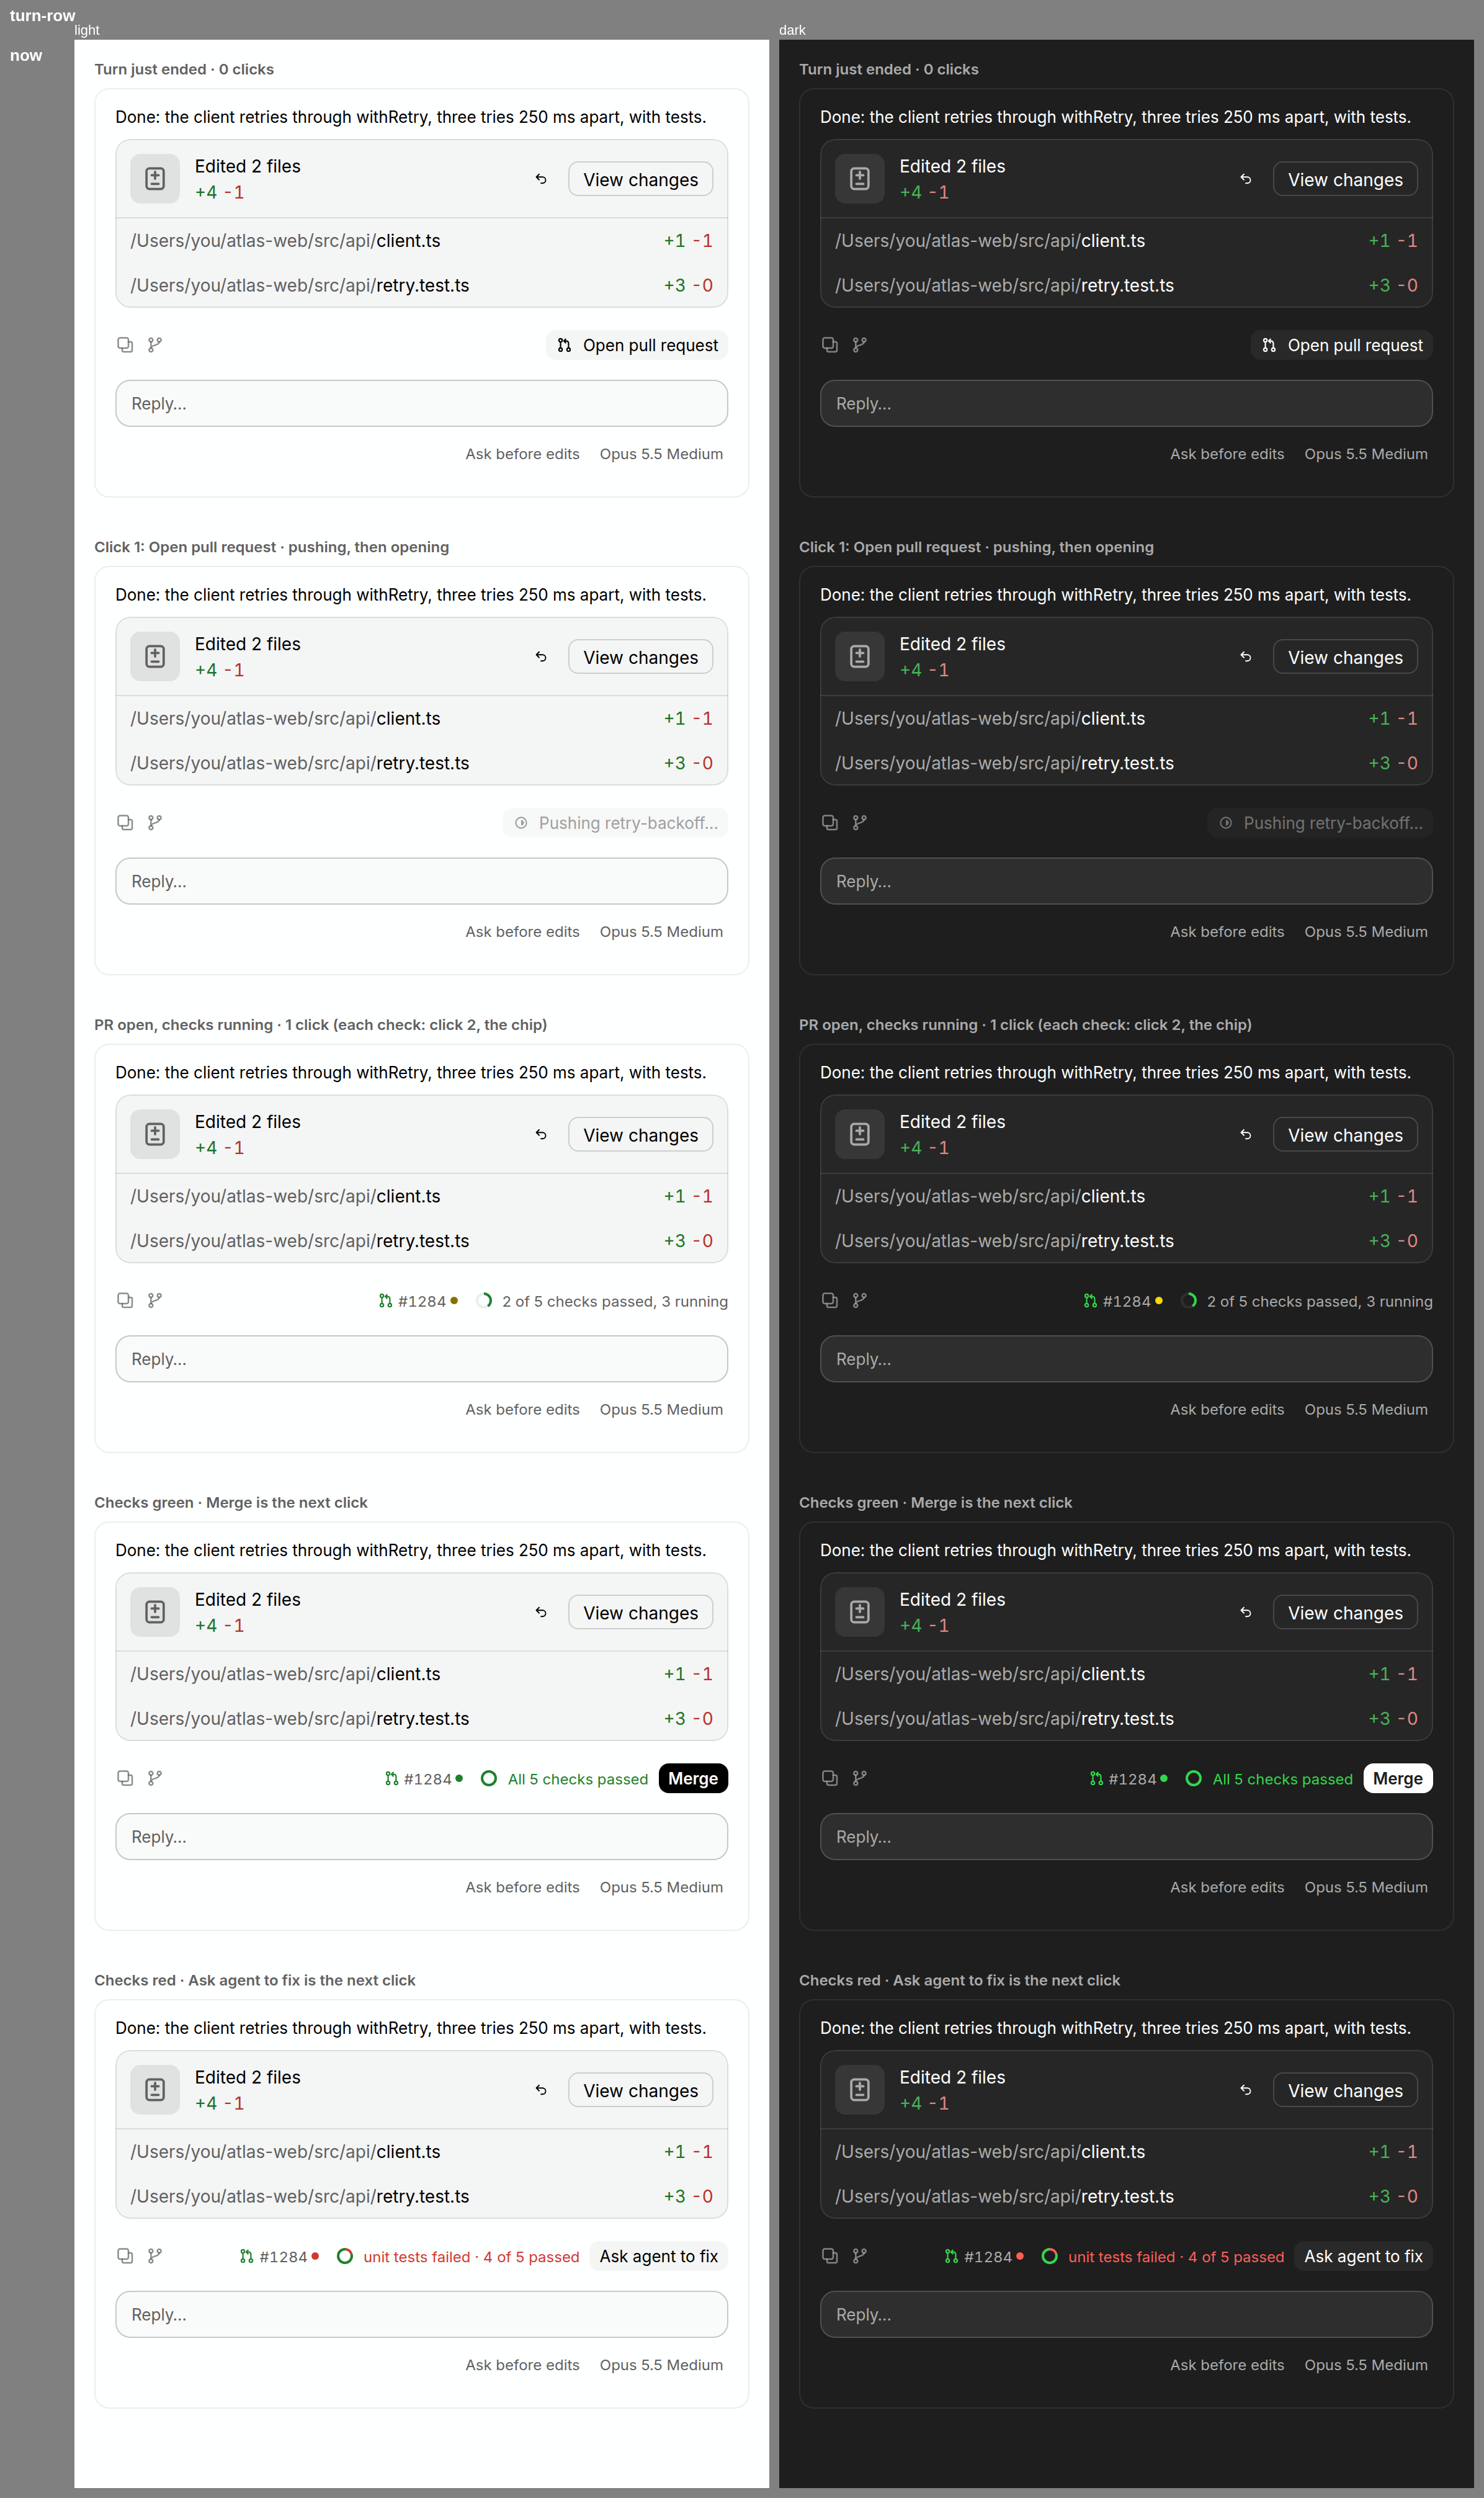 turn-row
light
dark
now
Turn just ended · 0 clicks
Done: the client retries through withRetry, three tries 250 ms apart, with tests.
Edited 2 files
+4 -1
View changes
/Users/you/atlas-web/src/api/client.ts +1 -1
/Users/you/atlas-web/src/api/retry.test.ts +3 -0
Open pull request
Reply...
Ask before edits Opus 5.5 Medium
Click 1: Open pull request · pushing, then opening
Done: the client retries through withRetry, three tries 250 ms apart, with tests.
Edited 2 files
+4 -1
View changes
/Users/you/atlas-web/src/api/client.ts +1 -1
/Users/you/atlas-web/src/api/retry.test.ts +3 -0
Pushing retry-backoff...
Reply...
Ask before edits Opus 5.5 Medium
PR open, checks running · 1 click (each check: click 2, the chip)
Done: the client retries through withRetry, three tries 250 ms apart, with tests.
Edited 2 files
+4 -1
View changes
/Users/you/atlas-web/src/api/client.ts +1 -1
/Users/you/atlas-web/src/api/retry.test.ts +3 -0
#1284 2 of 5 checks passed, 3 running
Reply...
Ask before edits Opus 5.5 Medium
Checks green · Merge is the next click
Done: the client retries through withRetry, three tries 250 ms apart, with tests.
Edited 2 files
+4 -1
View changes
/Users/you/atlas-web/src/api/client.ts +1 -1
/Users/you/atlas-web/src/api/retry.test.ts +3 -0
#1284 All 5 checks passed Merge
Reply...
Ask before edits Opus 5.5 Medium
Checks red · Ask agent to fix is the next click
Done: the client retries through withRetry, three tries 250 ms apart, with tests.
Edited 2 files
+4 -1
View changes
/Users/you/atlas-web/src/api/client.ts +1 -1
/Users/you/atlas-web/src/api/retry.test.ts +3 -0
#1284 unit tests failed · 4 of 5 passed Ask agent to fix
Reply...
Ask before edits Opus 5.5 Medium
Turn just ended · 0 clicks
Done: the client retries through withRetry, three tries 250 ms apart, with tests.
Edited 2 files
+4 -1
View changes
/Users/you/atlas-web/src/api/client.ts +1 -1
/Users/you/atlas-web/src/api/retry.test.ts +3 -0
Open pull request
Reply...
Ask before edits Opus 5.5 Medium
Click 1: Open pull request · pushing, then opening
Done: the client retries through withRetry, three tries 250 ms apart, with tests.
Edited 2 files
+4 -1
View changes
/Users/you/atlas-web/src/api/client.ts +1 -1
/Users/you/atlas-web/src/api/retry.test.ts +3 -0
Pushing retry-backoff...
Reply...
Ask before edits Opus 5.5 Medium
PR open, checks running · 1 click (each check: click 2, the chip)
Done: the client retries through withRetry, three tries 250 ms apart, with tests.
Edited 2 files
+4 -1
View changes
/Users/you/atlas-web/src/api/client.ts +1 -1
/Users/you/atlas-web/src/api/retry.test.ts +3 -0
#1284 2 of 5 checks passed, 3 running
Reply...
Ask before edits Opus 5.5 Medium
Checks green · Merge is the next click
Done: the client retries through withRetry, three tries 250 ms apart, with tests.
Edited 2 files
+4 -1
View changes
/Users/you/atlas-web/src/api/client.ts +1 -1
/Users/you/atlas-web/src/api/retry.test.ts +3 -0
#1284 All 5 checks passed Merge
Reply...
Ask before edits Opus 5.5 Medium
Checks red · Ask agent to fix is the next click
Done: the client retries through withRetry, three tries 250 ms apart, with tests.
Edited 2 files
+4 -1
View changes
/Users/you/atlas-web/src/api/client.ts +1 -1
/Users/you/atlas-web/src/api/retry.test.ts +3 -0
#1284 unit tests failed · 4 of 5 passed Ask agent to fix
Reply...
Ask before edits Opus 5.5 Medium